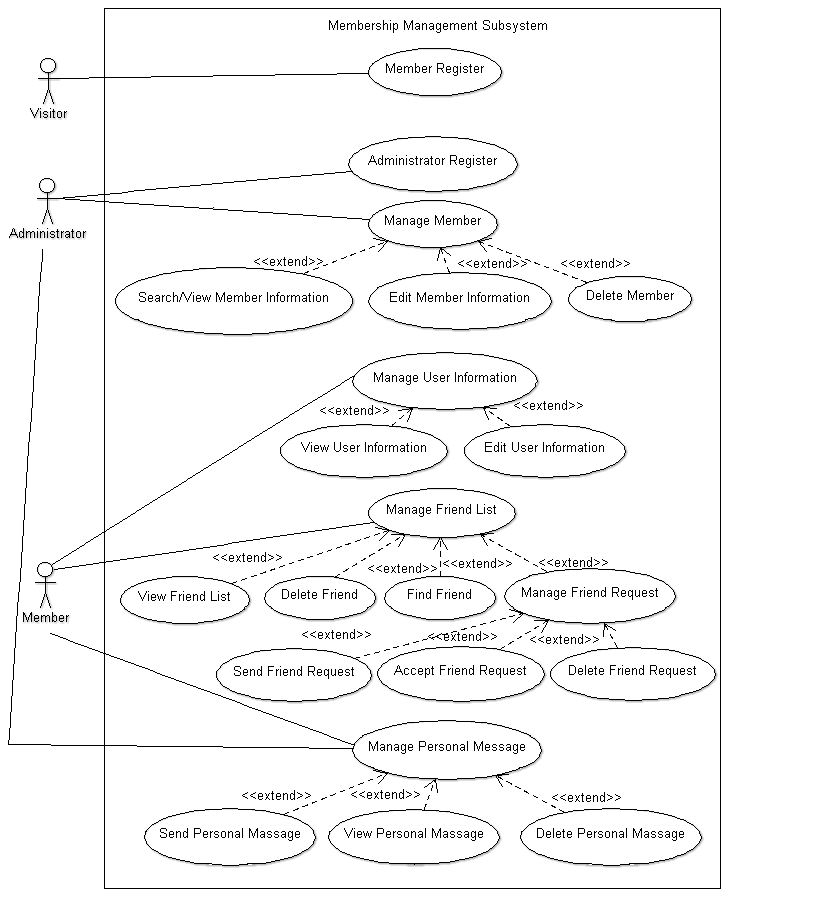 Membership Management Subsystem
Member Register
Visitor
Administrator Register
Administrator
Manage Member
<<extend>>
<<extend>>
<<extend>>
Search/View Member Information
Edit Member Information
Delete Member
Manage User Information
<<extend>>
<<extend>>
View User Information
Edit User Information
Manage Friend List
<<extend>>
<<extend>>
<<extend>>
<<extend>>
View Friend List
Delete Friend
Find Friend
Manage Friend Request
Member
<<extend>>
<<extend>>
<<extend>>
Send Friend Request
Accept Friend Request
Delete Friend Request
Manage Personal Message
<<extend>>
<<extend>>
<<extend>>
Send Personal Massage
View Personal Massage
Delete Personal Massage